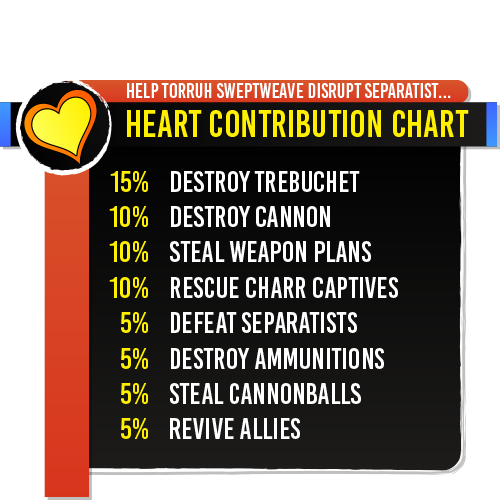 HELP TORRUH SWEPTWEAVE DISRUPT SEPARATIST...
HEART CONTRIBUTION CHART
15% DESTROY TREBUCHET
10% DESTROY CANNON
10% STEAL WEAPON PLANS
10% RESCUE CHARR CAPTIVES
5% DEFEAT SEPARATISTS
5% DESTROY AMMUNITIONS
5% STEAL CANNONBALLS
5% REVIVE ALLIES